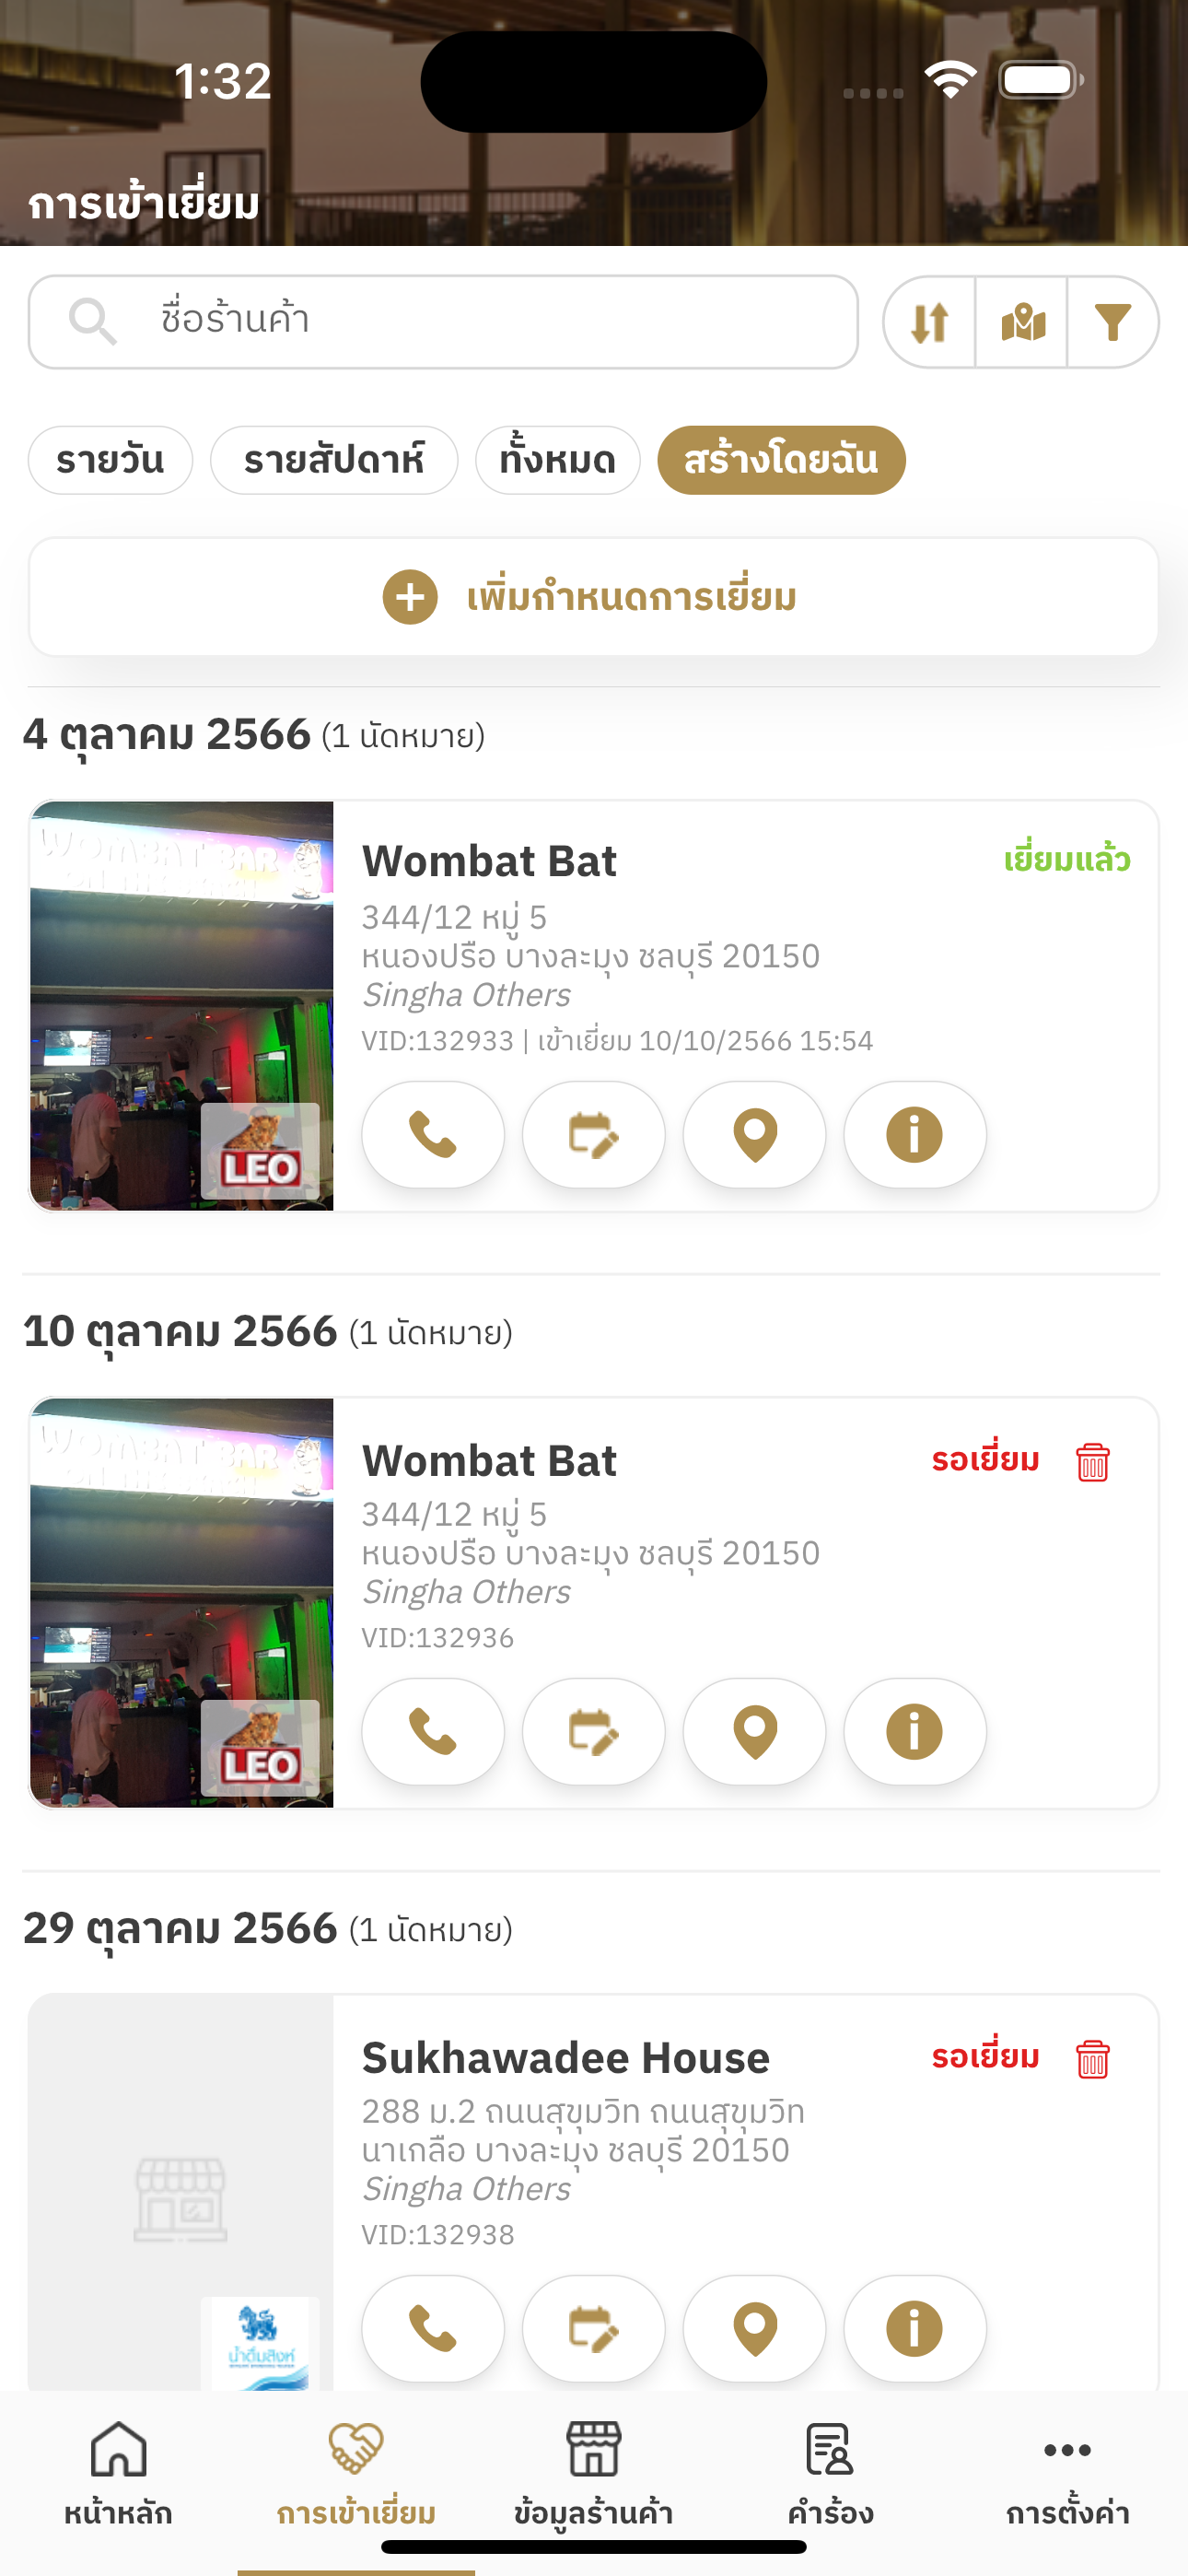 1:32
การเข้าเยี่ยม
ชื่อร้านค้า
รายวัน รายสัปดาห์ ทั้งหมด สร้างโดยฉัน
เพิ่มกำหนดการเยี่ยม
4 ตุลาคม 2566 (1 นัดหมาย)
WOMBAT BAR
Wombat Bat เยี่ยมแล้ว
344/12 หมู่ 5
หนองปรือ บางละมุง ชลบุรี 20150
Singha Others
VID:132933 | เข้าเยี่ยม 10/10/2566 15:54
LEO
10 ตุลาคม 2566 (1 นัดหมาย)
WOMBAT BAR
Wombat Bat รอเยี่ยม
344/12 หมู่ 5
หนองปรือ บางละมุง ชลบุรี 20150
Singha Others
VID:132936
LEO
29 ตุลาคม 2566 (1 นัดหมาย)
Sukhawadee House รอเยี่ยม
288 ม.2 ถนนสุขุมวิท ถนนสุขุมวิท
นาเกลือ บางละมุง ชลบุรี 20150
Singha Others
VID:132938
น้ำดื่มสิงห์
หน้าหลัก การเข้าเยี่ยม ข้อมูลร้านค้า คำร้อง การตั้งค่า